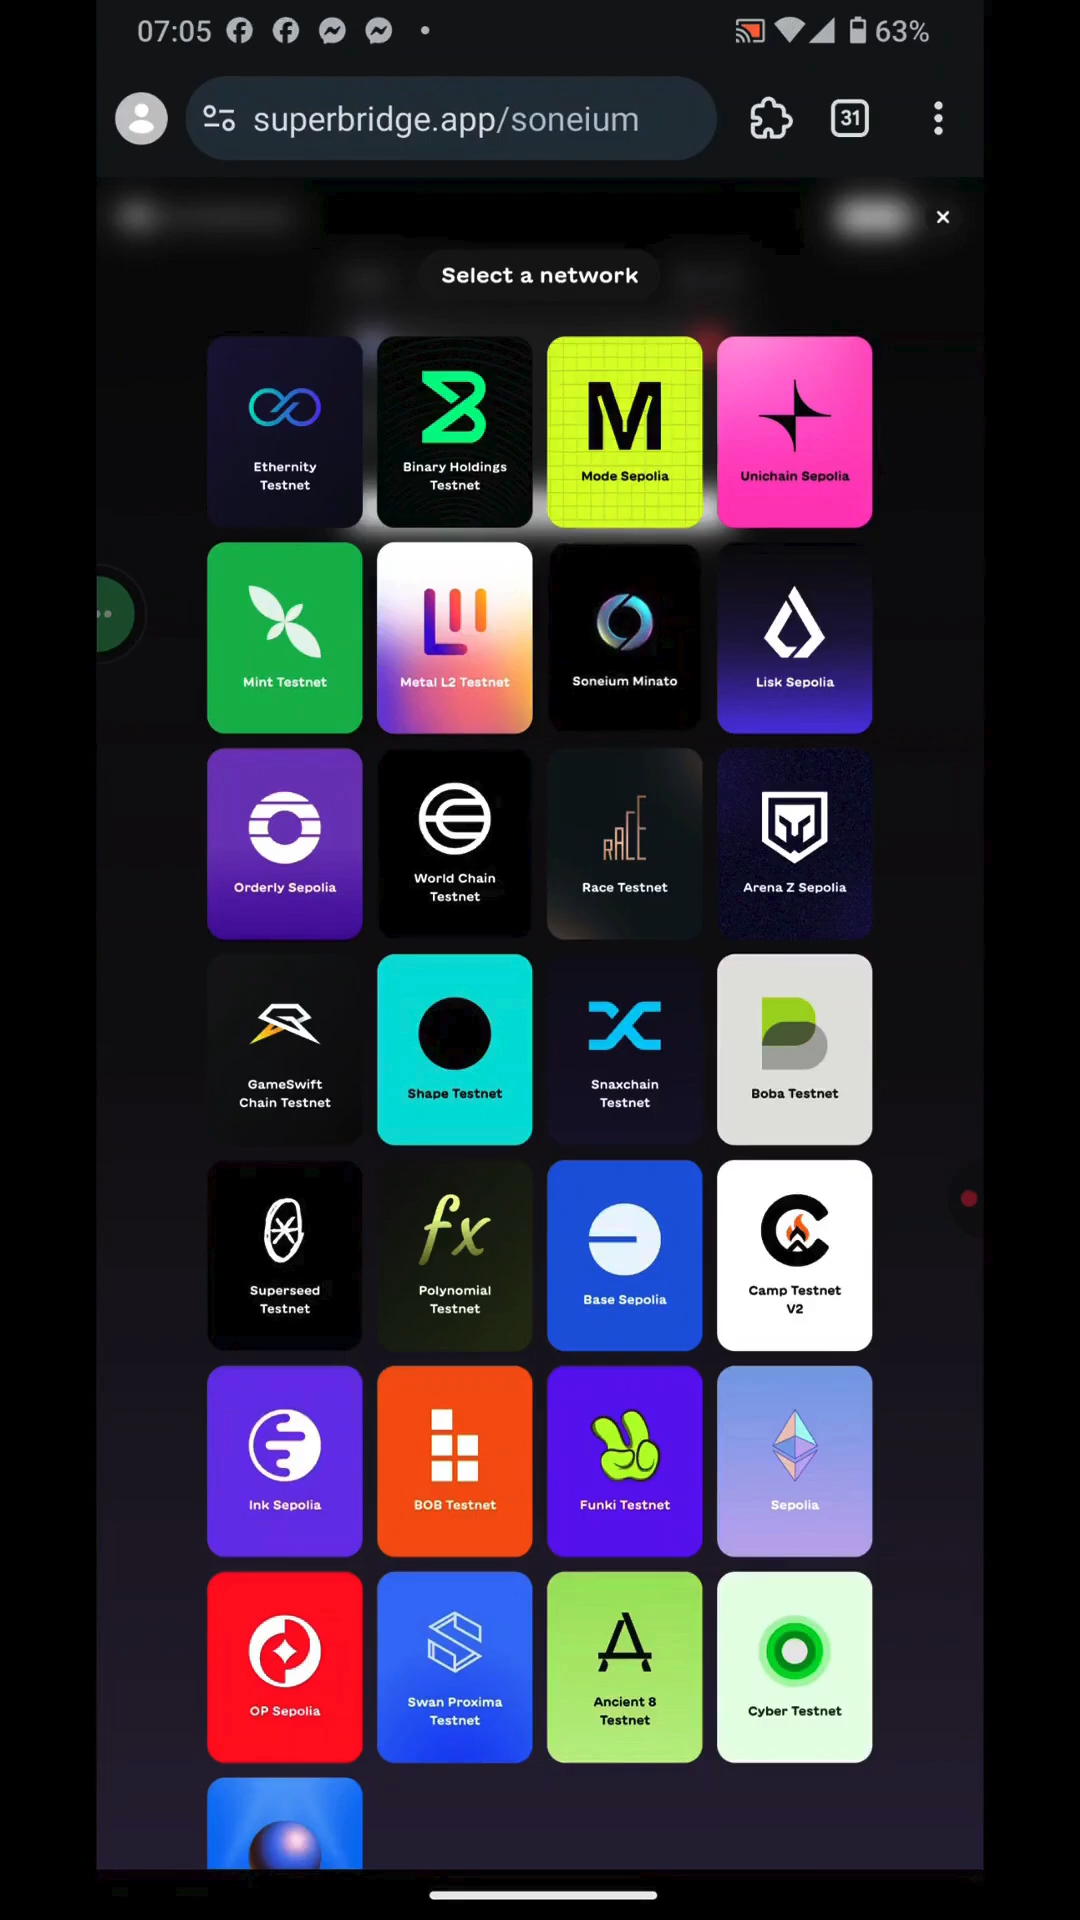 07:05
63%
superbridge.app/soneium
31
Select a network
Ethernity
Testnet
Binary Holdings
Testnet
Mode Sepolia
Unichain Sepolia
Mint Testnet
Metal L2 Testnet
Soneium Minato
Lisk Sepolia
Orderly Sepolia
World Chain
Testnet
RACE
Race Testnet
Arena Z Sepolia
GameSwift
Chain Testnet
Shape Testnet
Snaxchain
Testnet
Boba Testnet
Superseed
Testnet
fx
Polynomial
Testnet
Base Sepolia
Camp Testnet
V2
Ink Sepolia
BOB Testnet
Funki Testnet
Sepolia
OP Sepolia
Swan Proxima
Testnet
Ancient 8
Testnet
Cyber Testnet